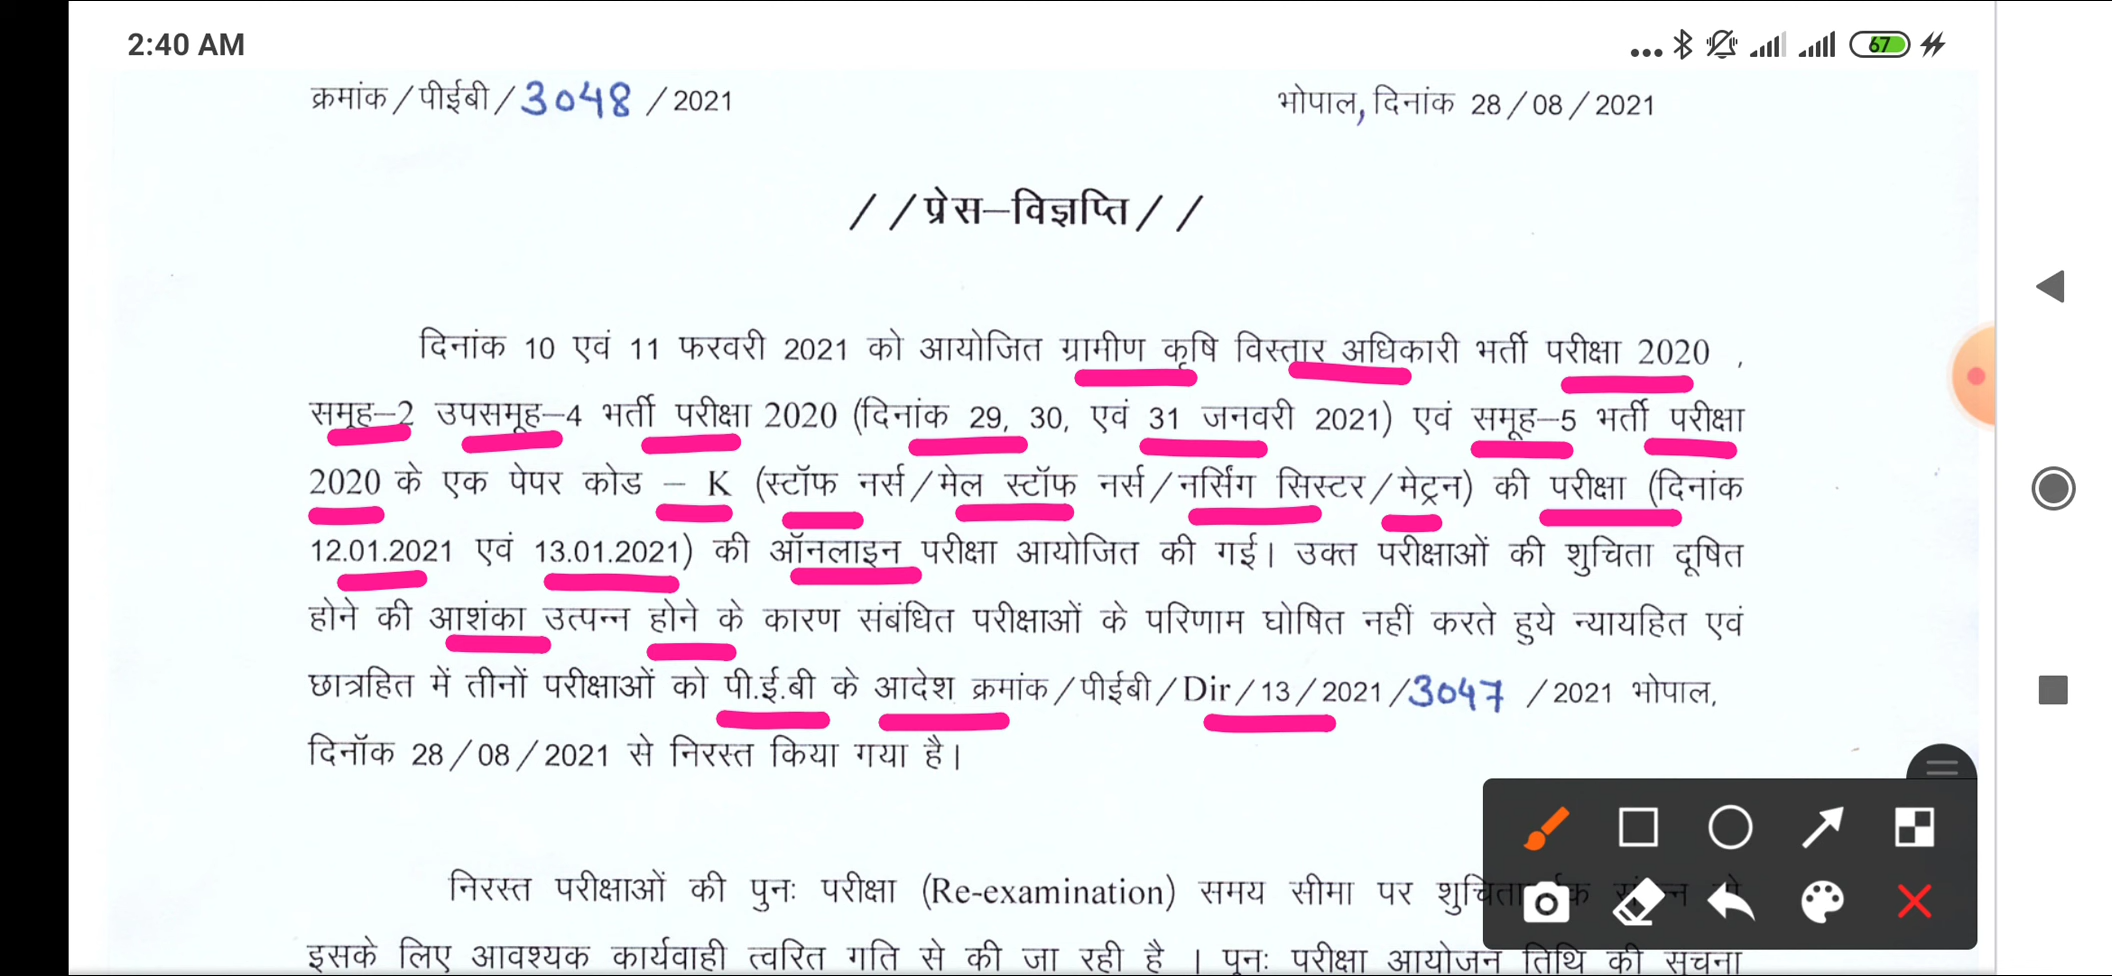 2:40 AM
67
क्रमांक/पीईबी/3048/2021
भोपाल, दिनांक 28/08/2021
//प्रेस–विज्ञप्ति//
दिनांक 10 एवं 11 फरवरी 2021 को आयोजित ग्रामीण कृषि विस्तार अधिकारी भर्ती परीक्षा 2020 ,
समूह–2 उपसमूह–4 भर्ती परीक्षा 2020 (दिनांक 29, 30, एवं 31 जनवरी 2021) एवं समूह–5 भर्ती परीक्षा
2020 के एक पेपर कोड – K (स्टॉफ नर्स/मेल स्टॉफ नर्स/नर्सिंग सिस्टर/मेट्रन) की परीक्षा (दिनांक
12.01.2021 एवं 13.01.2021) की ऑनलाइन परीक्षा आयोजित की गई। उक्त परीक्षाओं की शुचिता दूषित
होने की आशंका उत्पन्न होने के कारण संबंधित परीक्षाओं के परिणाम घोषित नहीं करते हुये न्यायहित एवं
छात्रहित में तीनों परीक्षाओं को पी.ई.बी के आदेश क्रमांक/पीईबी/Dir/13/2021/3047/2021 भोपाल,
दिनॉक 28/08/2021 से निरस्त किया गया है।
निरस्त परीक्षाओं की पुनः परीक्षा (Re-examination) समय सीमा पर
इसके लिए आवश्यक कार्यवाही त्वरित गति से की जा रही है । पुनः परीक्षा आयोजन तिथि की सूचना